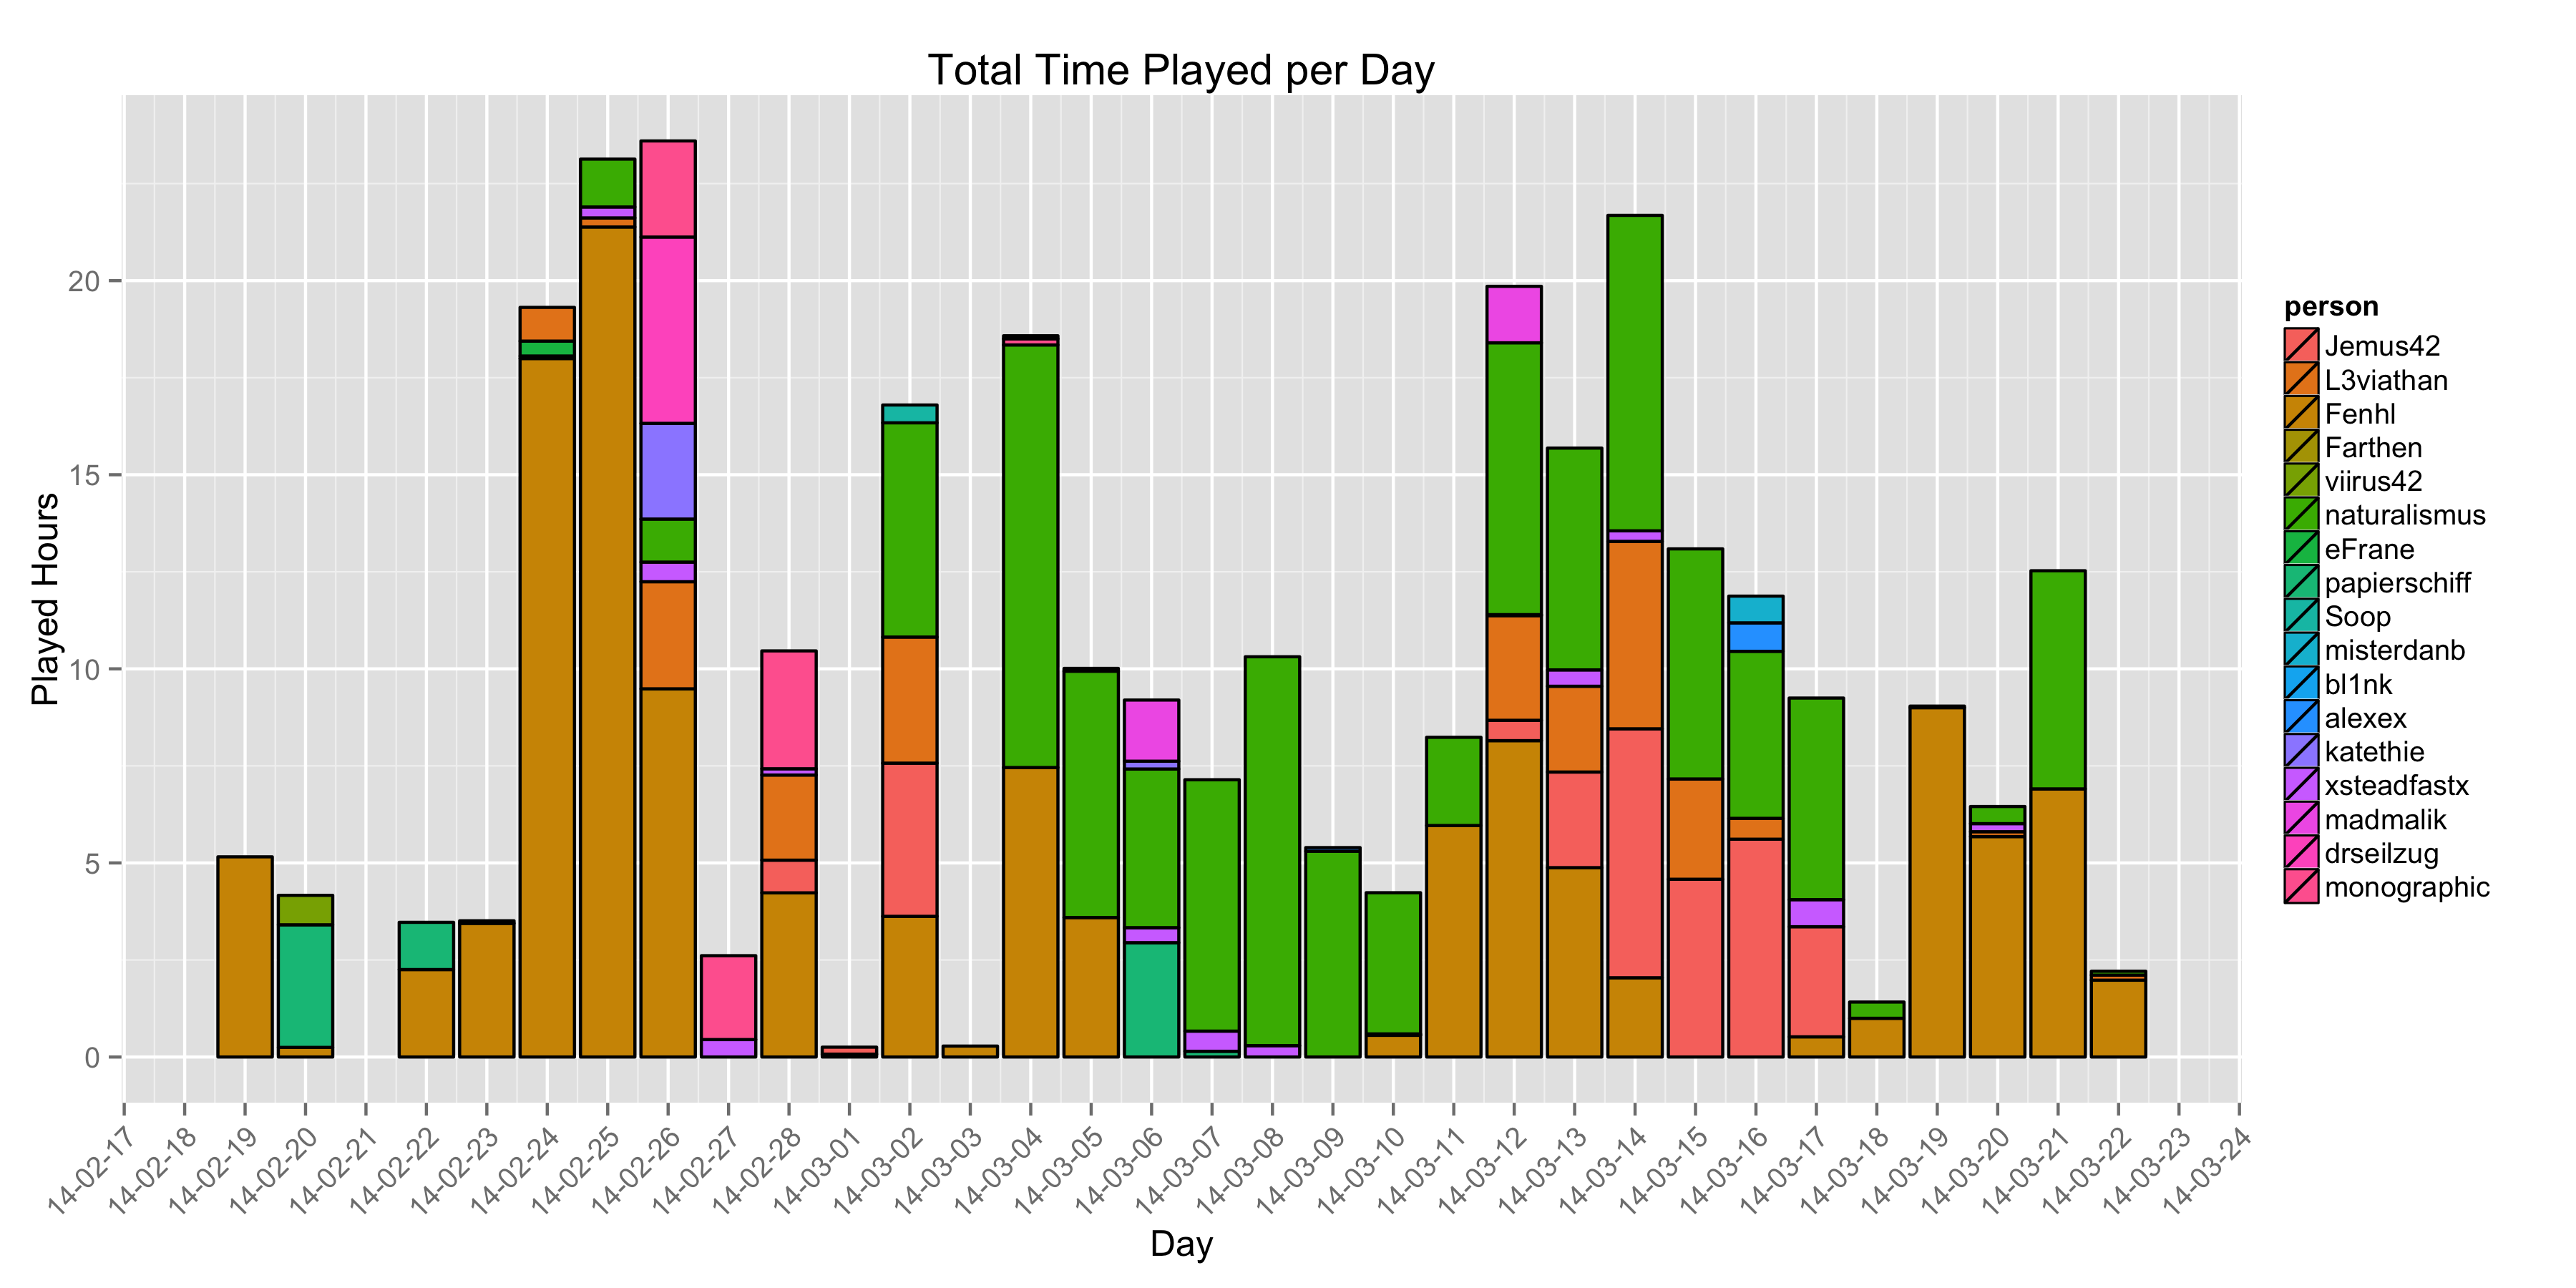 Total Time Played per Day
Played Hours
20
15
10
5
0
14-02-17
14-02-18
14-02-19
14-02-20
14-02-21
14-02-22
14-02-23
14-02-24
14-02-25
14-02-26
14-02-27
14-02-28
14-03-01
14-03-02
14-03-03
14-03-04
14-03-05
14-03-06
14-03-07
14-03-08
14-03-09
14-03-10
14-03-11
14-03-12
14-03-13
14-03-14
14-03-15
14-03-16
14-03-17
14-03-18
14-03-19
14-03-20
14-03-21
14-03-22
14-03-23
14-03-24
Day
person
Jemus42
L3viathan
Fenhl
Farthen
viirus42
naturalismus
eFrane
papierschiff
Soop
misterdanb
bl1nk
alexex
katethie
xsteadfastx
madmalik
drseilzug
monographic